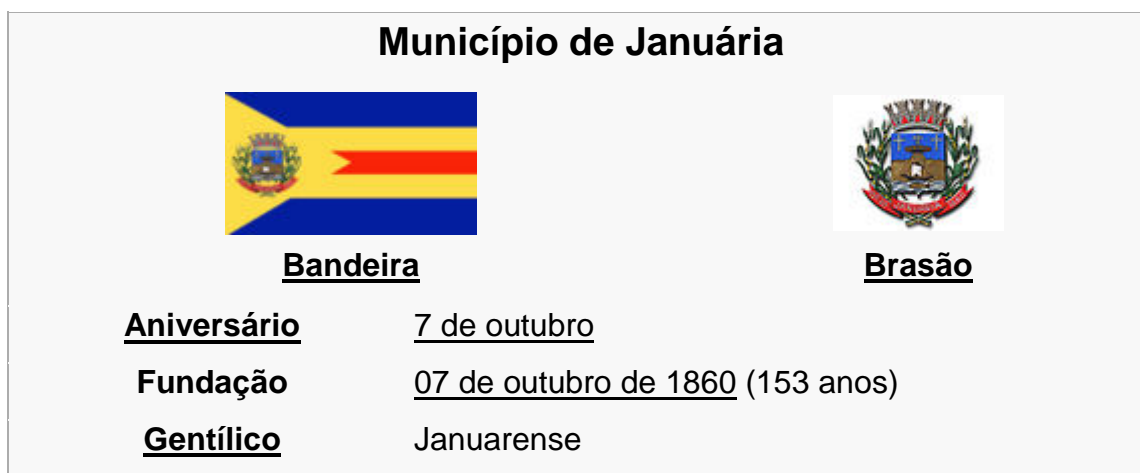 Município de Januária
Bandeira
Brasão
Aniversário 7 de outubro
Fundação 07 de outubro de 1860 (153 anos)
Gentílico Januarense